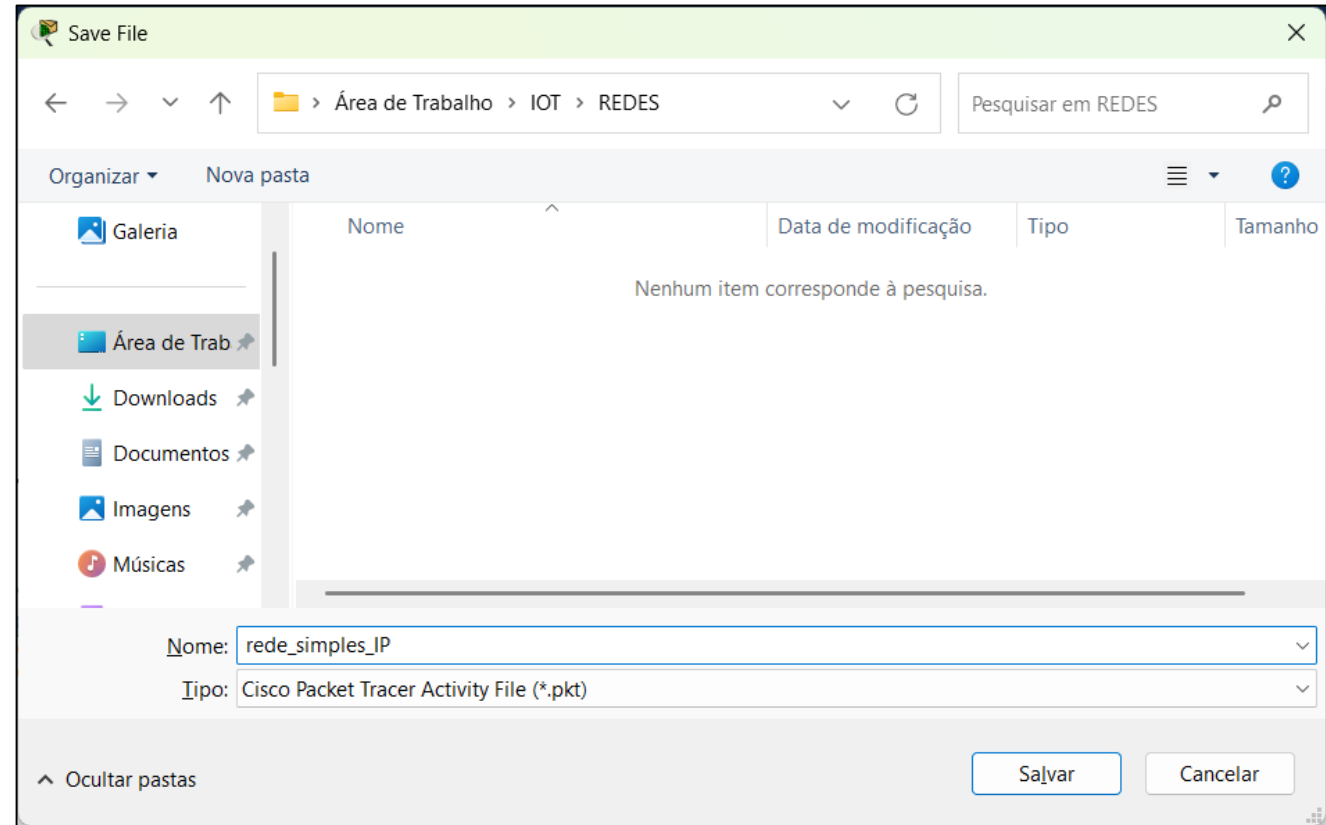 Save File
Área de Trabalho > IOT > REDES
Pesquisar em REDES
Organizar
Nova pasta
Nome
Data de modificação
Tipo
Tamanho
Galeria
Nenhum item corresponde à pesquisa.
Área de Trab
Downloads
Documentos
Imagens
Músicas
Nome: rede_simples_IP
Tipo: Cisco Packet Tracer Activity File (*.pkt)
Ocultar pastas
Salvar
Cancelar